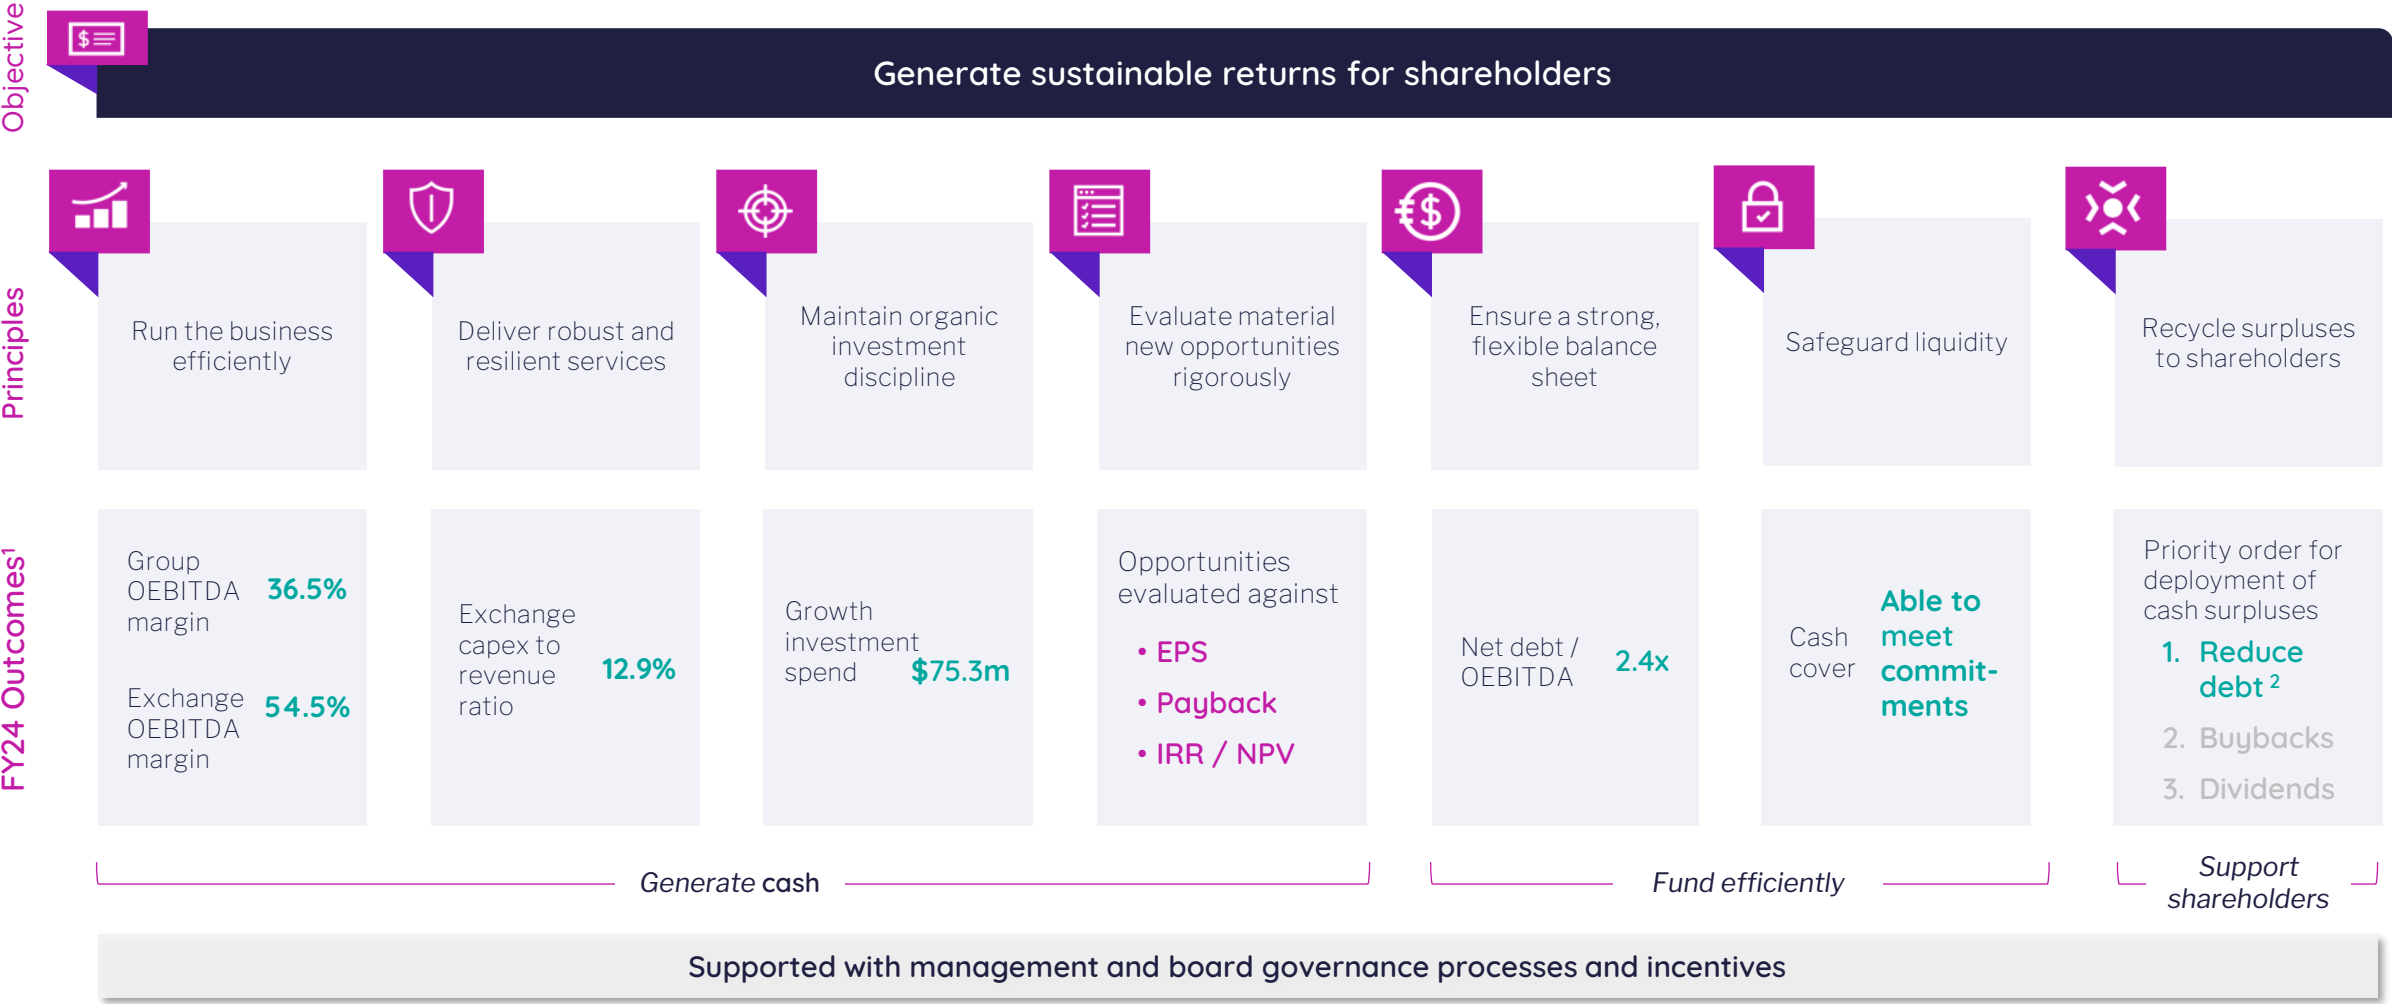 Objective
Generate sustainable returns for shareholders
Principles
Run the business
efficiently
Deliver robust and
resilient services
Maintain organic
investment
discipline
Evaluate material
new opportunities
rigorously
Ensure a strong,
flexible balance
sheet
Safeguard liquidity
Recycle surpluses
to shareholders
FY24 Outcomes¹
Group
OEBITDA
margin
36.5%
Exchange
OEBITDA
margin
54.5%
Exchange
capex to
revenue
ratio
12.9%
Growth
investment
spend
$75.3m
Opportunities
evaluated against
• EPS
• Payback
• IRR / NPV
Net debt /
OEBITDA
2.4x
Cash
cover
Able to
meet
commit-
ments
Priority order for
deployment of
cash surpluses
1. Reduce
debt ²
2. Buybacks
3. Dividends
Generate cash
Fund efficiently
Support
shareholders
Supported with management and board governance processes and incentives